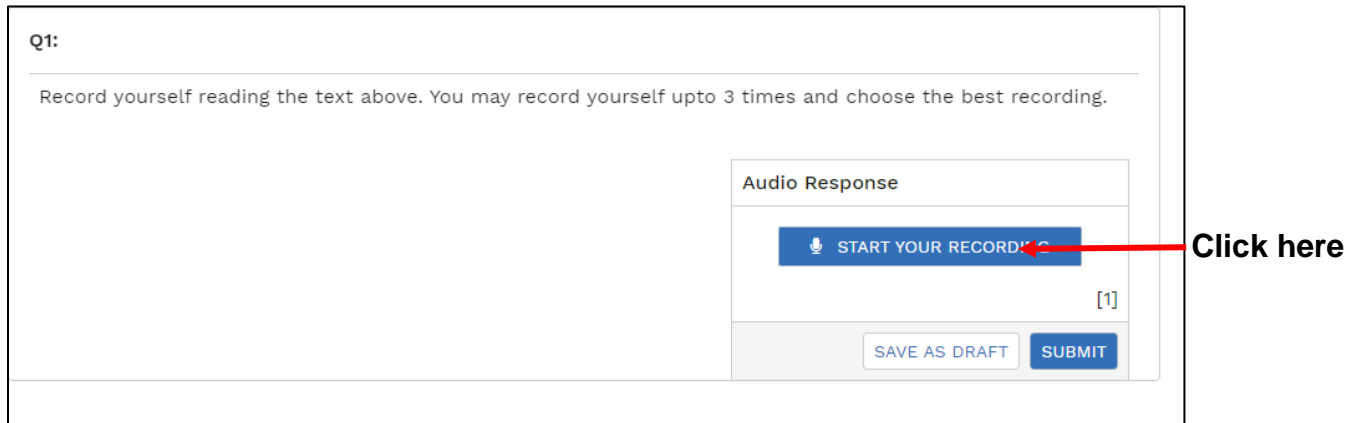 Q1:
Record yourself reading the text above. You may record yourself upto 3 times and choose the best recording.
Audio Response
START YOUR RECORDING
Click here
[1]
SAVE AS DRAFT
SUBMIT